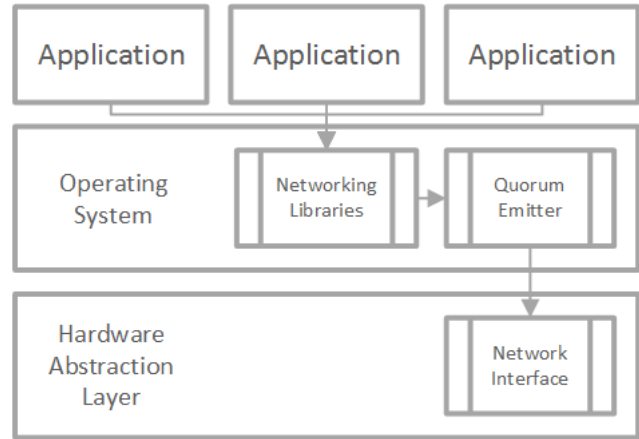 Application
Application
Application
Operating
System
Networking
Libraries
Quorum
Emitter
Hardware
Abstraction
Layer
Network
Interface